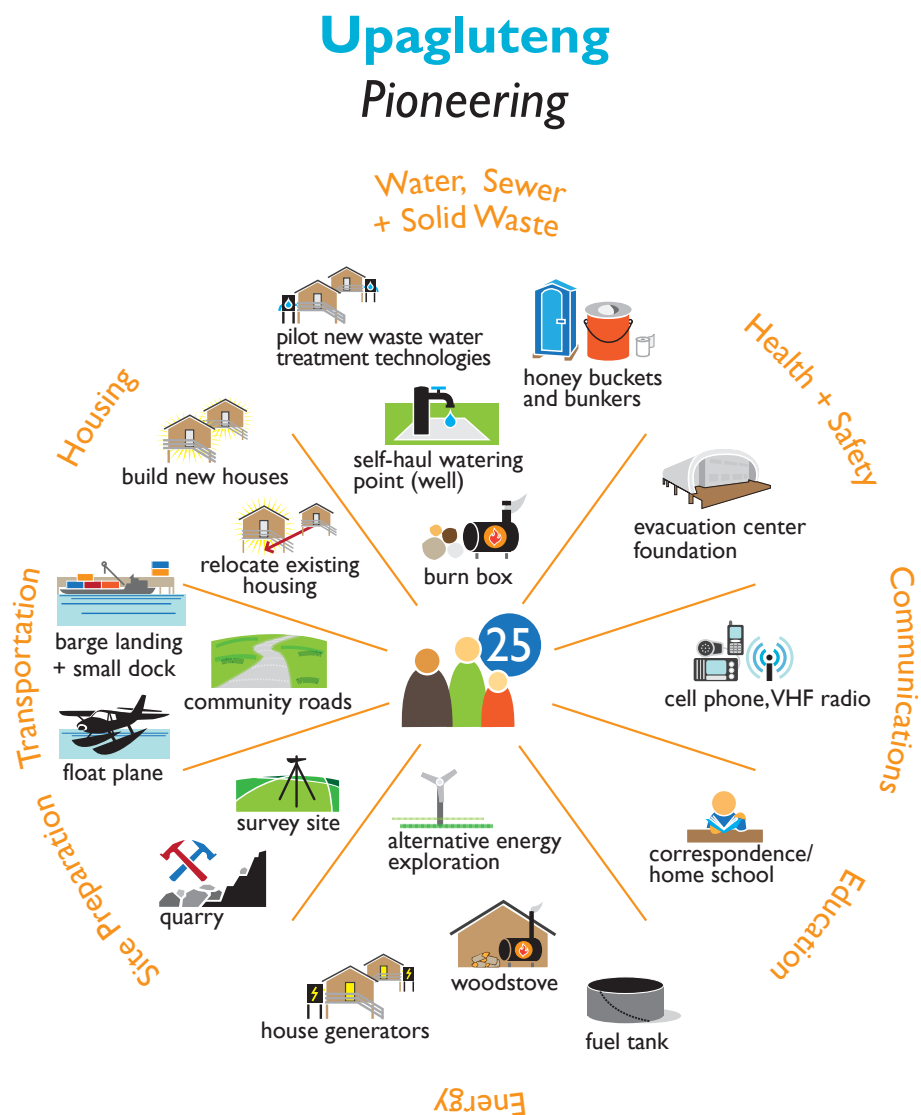 Upagluteng
Pioneering
Water, Sewer
+ Solid Waste
pilot new waste water
treatment technologies
honey buckets
and bunkers
self-haul watering
point (well)
burn box
Health + Safety
evacuation center
foundation
Communications
cell phone, VHF radio
Education
correspondence/
home school
Energy
alternative energy
exploration
woodstove
house generators
fuel tank
Site Preparation
survey site
quarry
Transportation
barge landing
+ small dock
community roads
float plane
Housing
build new houses
relocate existing
housing
25